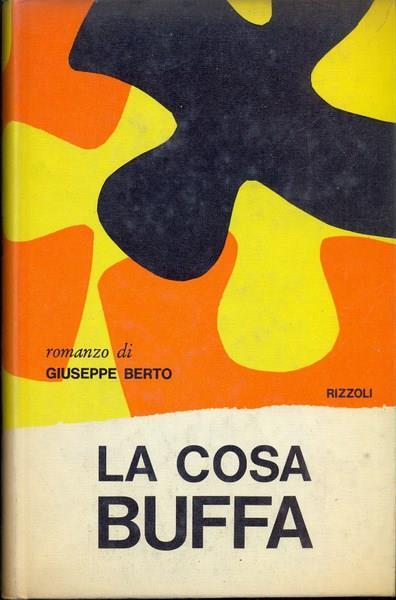 romanzo di
GIUSEPPE BERTO
RIZZOLI
LA COSA
BUFFA